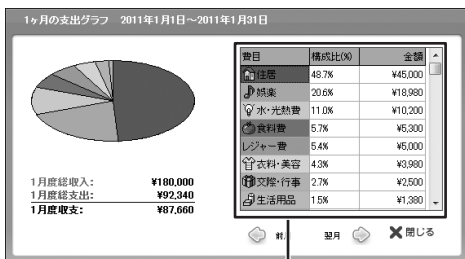 1ヶ月の支出グラフ 2011年1月1日～2011年1月31日
費目 構成比(%) 金額
住居 48.7% ¥45,000
娯楽 20.6% ¥18,980
水・光熱費 11.0% ¥10,200
食料費 5.7% ¥5,300
レジャー費 5.4% ¥5,000
衣料・美容 4.3% ¥3,980
交際・行事 2.7% ¥2,500
生活用品 1.5% ¥1,380
1月度総収入: ¥180,000
1月度総支出: ¥92,340
1月度収支: ¥87,660
前月 翌月 閉じる